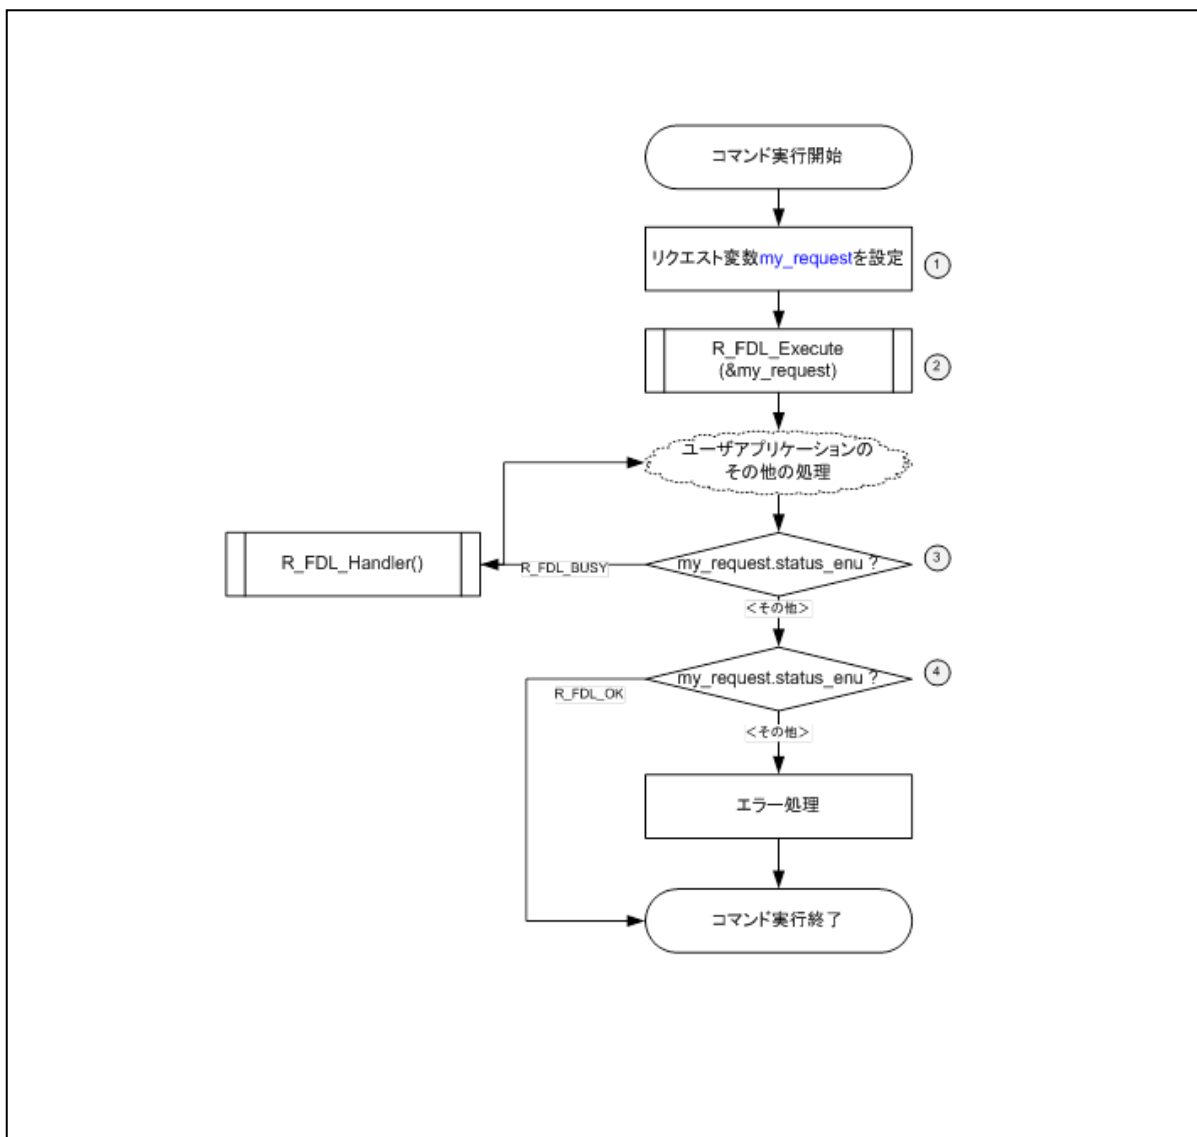 コマンド実行開始
リクエスト変数my_requestを設定
1
R_FDL_Execute
(&my_request)
2
ユーザアプリケーションの
その他の処理
R_FDL_Handler()
R_FDL_BUSY
my_request.status_enu ?
3
<その他>
my_request.status_enu ?
4
R_FDL_OK
<その他>
エラー処理
コマンド実行終了